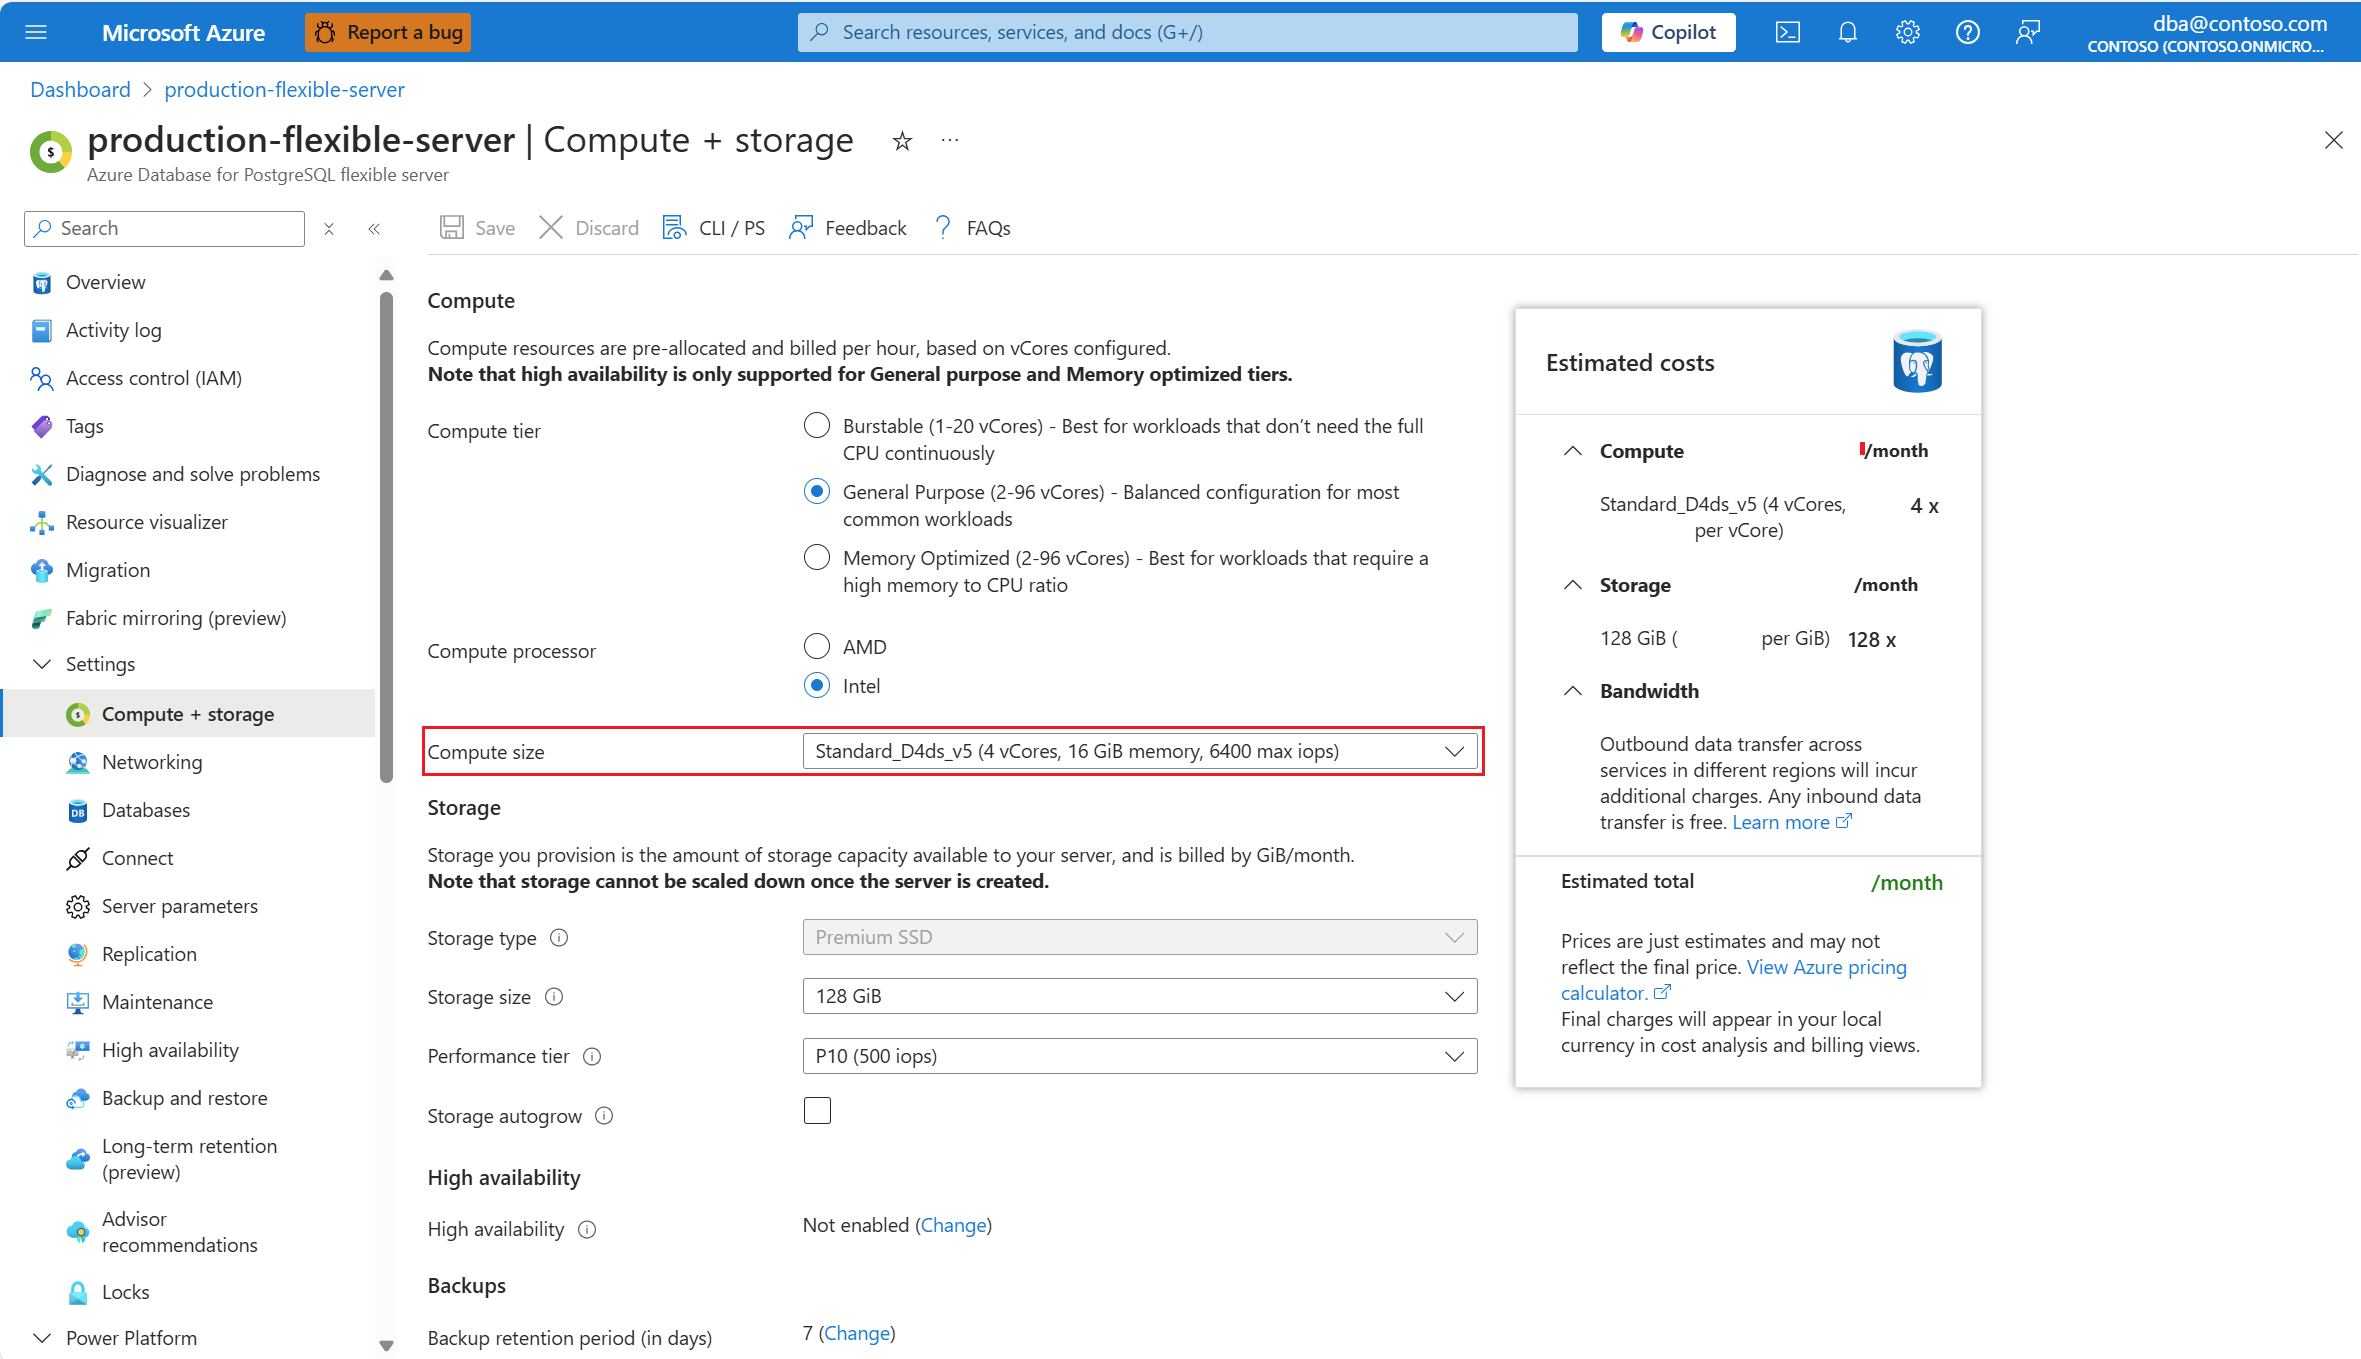 Microsoft Azure
Report a bug
Search resources, services, and docs (G+/)
Copilot
dba@contoso.com
CONTOSO (CONTOSO.ONMICRO...
Dashboard > production-flexible-server
production-flexible-server | Compute + storage
Azure Database for PostgreSQL flexible server
Search
Save
Discard
CLI / PS
Feedback
FAQs
Overview
Activity log
Access control (IAM)
Tags
Diagnose and solve problems
Resource visualizer
Migration
Fabric mirroring (preview)
Settings
Compute + storage
Networking
Databases
Connect
Server parameters
Replication
Maintenance
High availability
Backup and restore
Long-term retention
(preview)
Advisor
recommendations
Locks
Power Platform
Compute
Compute resources are pre-allocated and billed per hour, based on vCores configured.
Note that high availability is only supported for General purpose and Memory optimized tiers.
Compute tier
Burstable (1-20 vCores) - Best for workloads that don't need the full
CPU continuously
General Purpose (2-96 vCores) - Balanced configuration for most
common workloads
Memory Optimized (2-96 vCores) - Best for workloads that require a
high memory to CPU ratio
Compute processor
AMD
Intel
Compute size
Standard_D4ds_v5 (4 vCores, 16 GiB memory, 6400 max iops)
Storage
Storage you provision is the amount of storage capacity available to your server, and is billed by GiB/month.
Note that storage cannot be scaled down once the server is created.
Storage type
Premium SSD
Storage size
128 GiB
Performance tier
P10 (500 iops)
Storage autogrow
High availability
High availability
Not enabled (Change)
Backups
Backup retention period (in days)
7 (Change)
Estimated costs
Compute /month
Standard_D4ds_v5 (4 vCores, 4 x
per vCore)
Storage /month
128 GiB ( per GiB) 128 x
Bandwidth
Outbound data transfer across
services in different regions will incur
additional charges. Any inbound data
transfer is free. Learn more
Estimated total /month
Prices are just estimates and may not
reflect the final price. View Azure pricing
calculator.
Final charges will appear in your local
currency in cost analysis and billing views.